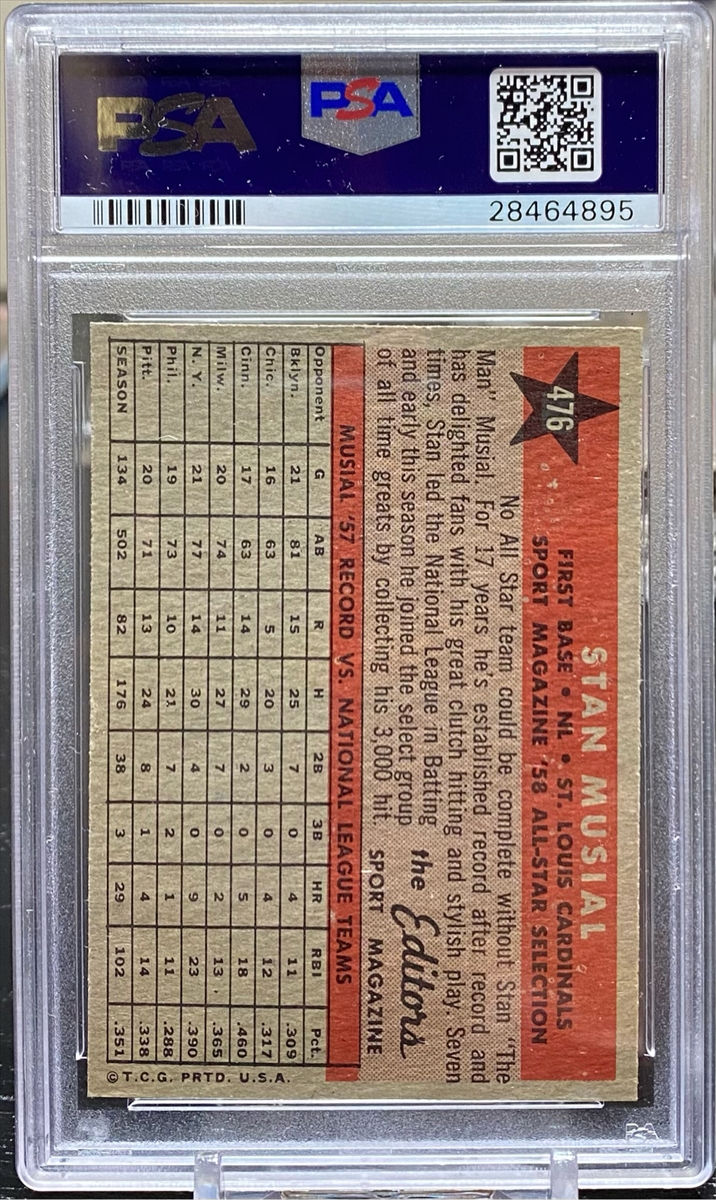 PSA
PSA
28464895
476
STAN MUSIAL
FIRST BASE • NL • ST. LOUIS CARDINALS
SPORT MAGAZINE '58 ALL-STAR SELECTION
No All Star team could be complete without Stan "The
Man" Musial. For 17 years he's established record after record and
has delighted fans with his great clutch hitting and stylish play. Seven
times, Stan led the National League in Batting
and early this season he joined the select group
of all time greats by collecting his 3,000 hit.
the Editors
SPORT MAGAZINE
MUSIAL '57 RECORD VS. NATIONAL LEAGUE TEAMS
Opponent G AB R H 2B 3B HR RBI Pct.
Bklyn. 21 81 15 25 7 0 4 11 .309
Chic. 16 63 5 20 3 0 4 12 .317
Cinn. 17 63 14 29 2 0 5 18 .460
Milw. 20 74 11 27 7 0 2 13 .365
N. Y. 21 77 14 30 4 0 9 23 .390
Phil. 19 73 10 21 7 2 1 11 .288
Pitt. 20 71 13 24 8 1 4 14 .338
SEASON 134 502 82 176 38 3 29 102 .351
© T.C.G. PRTD. U.S.A.